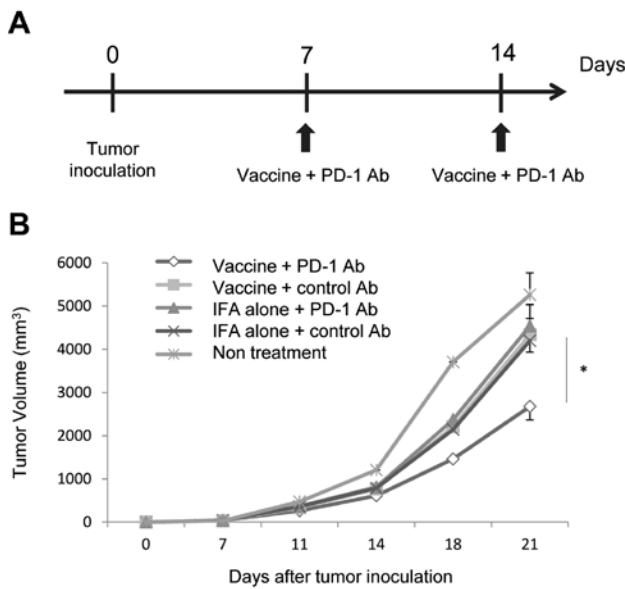 A
0 7 14 Days
Tumor
inoculation
Vaccine + PD-1 Ab Vaccine + PD-1 Ab
B
Vaccine + PD-1 Ab
Vaccine + control Ab
IFA alone + PD-1 Ab
IFA alone + control Ab
Non treatment
Tumor Volume (mm³)
6000
5000
4000
3000
2000
1000
0
*
0 7 11 14 18 21
Days after tumor inoculation